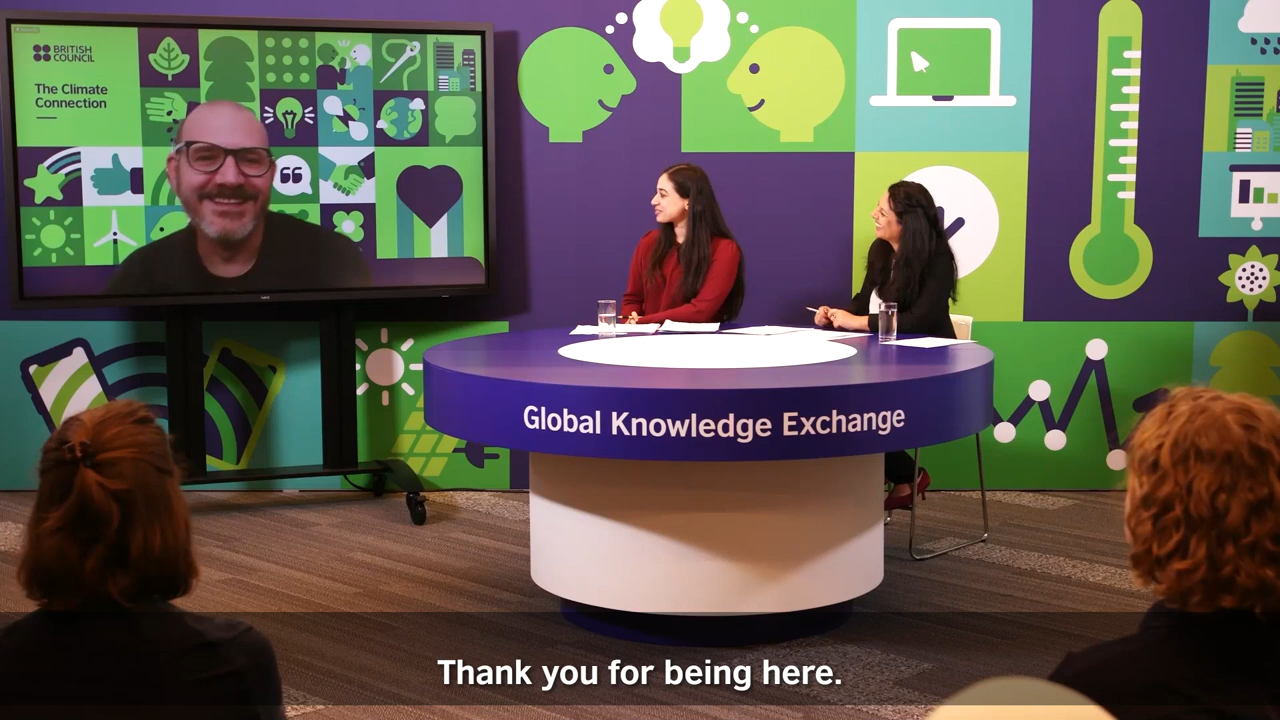 BRITISH
COUNCIL
The Climate
Connection
Global Knowledge Exchange
Thank you for being here.